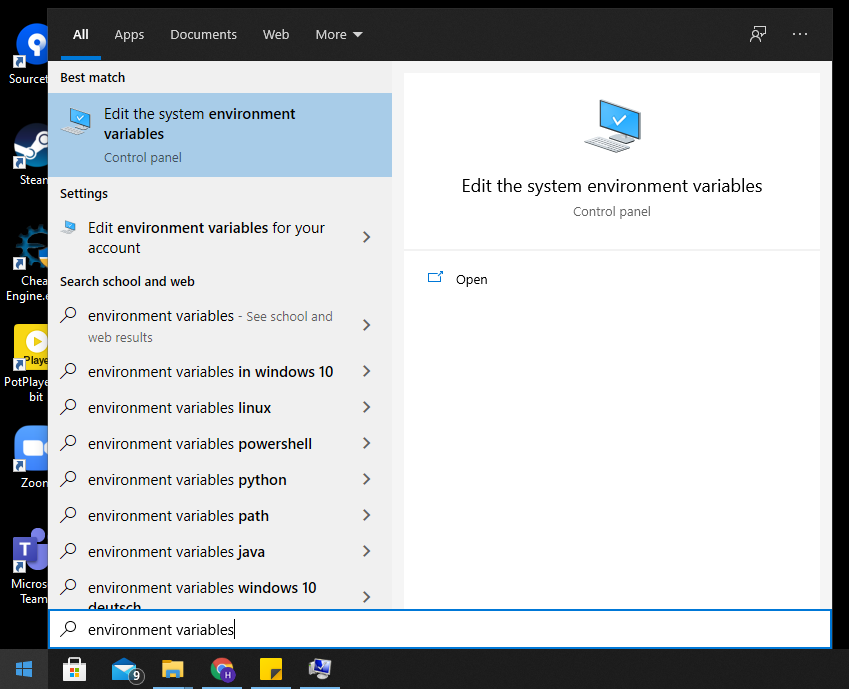 All Apps Documents Web More
Best match
Edit the system environment
variables
Control panel
Settings
Edit environment variables for your
account
Search school and web
environment variables - See school and
web results
environment variables in windows 10
environment variables linux
environment variables powershell
environment variables python
environment variables path
environment variables java
environment variables windows 10
deutsch
environment variables
Edit the system environment variables
Control panel
Open
Sourcet
Steam
Chea
Engine.e
Player
PotPlaye
bit
Zoom
T
Micros
Team
9
H